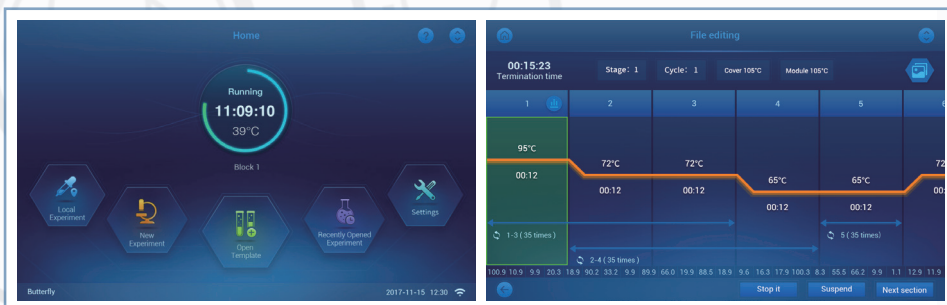 Home
Running
11:09:10
39°C
Block 1
Local
Experiment
New
Experiment
Open
Template
Recently Opened
Experiment
Settings
Butterfly
2017-11-15 12:30
File editing
00:15:23
Termination time
Stage: 1
Cycle: 1
Cover 105°C
Module 105°C
1 2 3 4 5 6
95°C
00:12
72°C
00:12
72°C
00:12
65°C
00:12
65°C
00:12
72
00:
1-3 ( 35 times )
5 ( 35 times)
2-4 ( 35 times )
100.9 10.9 9.9 20.3 18.9 90.2 33.2 9.9 89.9 66.0 19.9 88.5 18.9 9.6 16.3 17.9 100.3 8.3 55.5 66.2 9.9 1.1 12.9 11.9
Stop it
Suspend
Next section